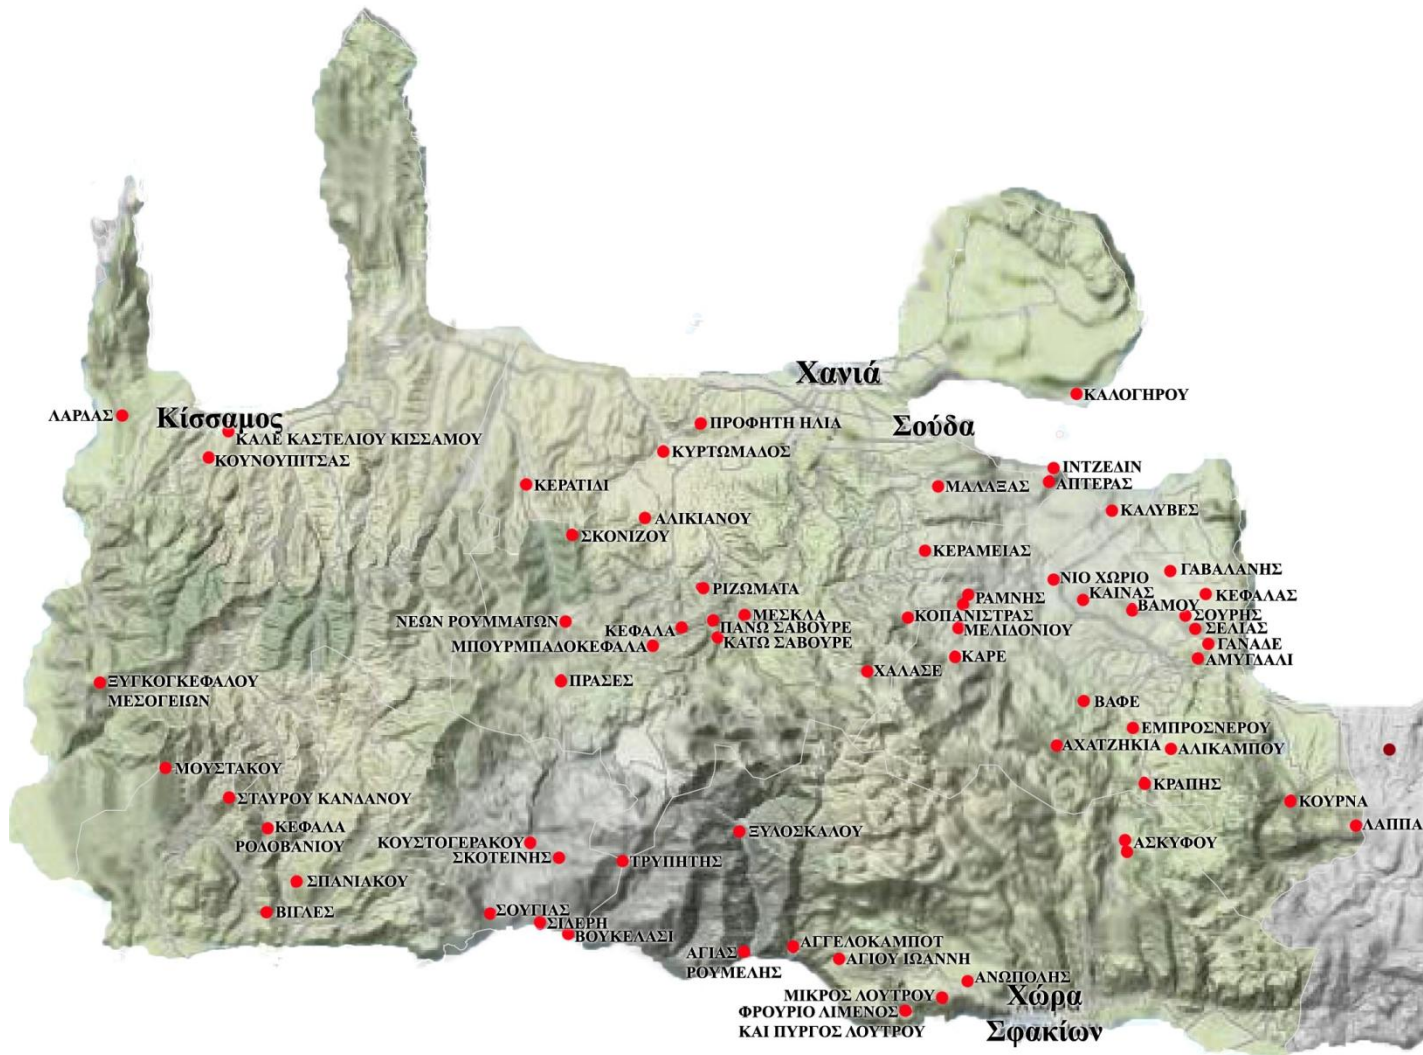 Χανιά
ΚΑΛΟΓΗΡΟΥ
ΛΑΡΔΑΣ
Κίσσαμος
ΠΡΟΦΗΤΗ ΗΛΙΑ
Σούδα
ΚΑΛΕ ΚΑΣΤΕΛΙΟΥ ΚΙΣΣΑΜΟΥ
ΚΟΥΝΟΥΠΙΤΣΑΣ
ΚΥΡΤΩΜΑΔΟΣ
ΙΝΤΖΕΔΙΝ
ΑΠΤΕΡΑΣ
ΚΕΡΑΤΙΔΙ
ΜΑΛΑΞΑΣ
ΚΑΛΥΒΕΣ
ΑΛΙΚΙΑΝΟΥ
ΣΚΟΝΙΖΟΥ
ΚΕΡΑΜΕΙΑΣ
ΓΑΒΑΛΑΝΗΣ
ΝΙΟ ΧΩΡΙΟ
ΡΙΖΩΜΑΤΑ
ΚΑΙΝΑΣ
ΚΕΦΑΛΑΣ
ΡΑΜΝΗΣ
ΒΑΜΟΥ
ΜΕΣΚΛΑ
ΚΟΠΑΝΙΣΤΡΑΣ
ΣΟΥΡΗΣ
ΝΕΩΝ ΡΟΥΜΜΑΤΩΝ
ΚΕΦΑΛΑ
ΠΑΝΩ ΣΑΒΟΥΡΕ
ΜΕΛΙΔΟΝΙΟΥ
ΣΕΛΙΑΣ
ΜΠΟΥΡΜΠΑΔΟΚΕΦΑΛΑ
ΚΑΤΩ ΣΑΒΟΥΡΕ
ΓΑΝΑΔΕ
ΚΑΡΕ
ΑΜΥΓΔΑΛΙ
ΧΑΛΑΣΕ
ΞΥΓΚΟΓΚΕΦΑΛΟΥ
ΜΕΣΟΓΕΙΩΝ
ΠΡΑΣΕΣ
ΒΑΦΕ
ΕΜΠΡΟΣΝΕΡΟΥ
ΑΧΑΤΖΗΚΙΑ
ΑΛΙΚΑΜΠΟΥ
ΜΟΥΣΤΑΚΟΥ
ΚΡΑΠΗΣ
ΣΤΑΥΡΟΥ ΚΑΝΔΑΝΟΥ
ΚΟΥΡΝΑ
ΛΑΠΠΑ
ΚΕΦΑΛΑ
ΡΟΔΟΒΑΝΙΟΥ
ΞΥΛΟΣΚΑΛΟΥ
ΚΟΥΣΤΟΓΕΡΑΚΟΥ
ΑΣΚΥΦΟΥ
ΣΚΟΤΕΙΝΗΣ
ΤΡΥΠΗΤΗΣ
ΣΠΑΝΙΑΚΟΥ
ΒΙΓΛΕΣ
ΣΟΥΓΙΑΣ
ΣΙΔΕΡΗ
ΒΟΥΚΕΛΑΣΙ
ΑΓΓΕΛΟΚΑΜΠΟΤ
ΑΓΙΑΣ
ΡΟΥΜΕΛΗΣ
ΑΓΙΟΥ ΙΩΑΝΝΗ
ΑΝΩΠΟΛΗΣ
ΜΙΚΡΟΣ ΛΟΥΤΡΟΥ
Χώρα
Σφακίων
ΦΡΟΥΡΙΟ ΛΙΜΕΝΟΣ
ΚΑΙ ΠΥΡΓΟΣ ΛΟΥΤΡΟΥ